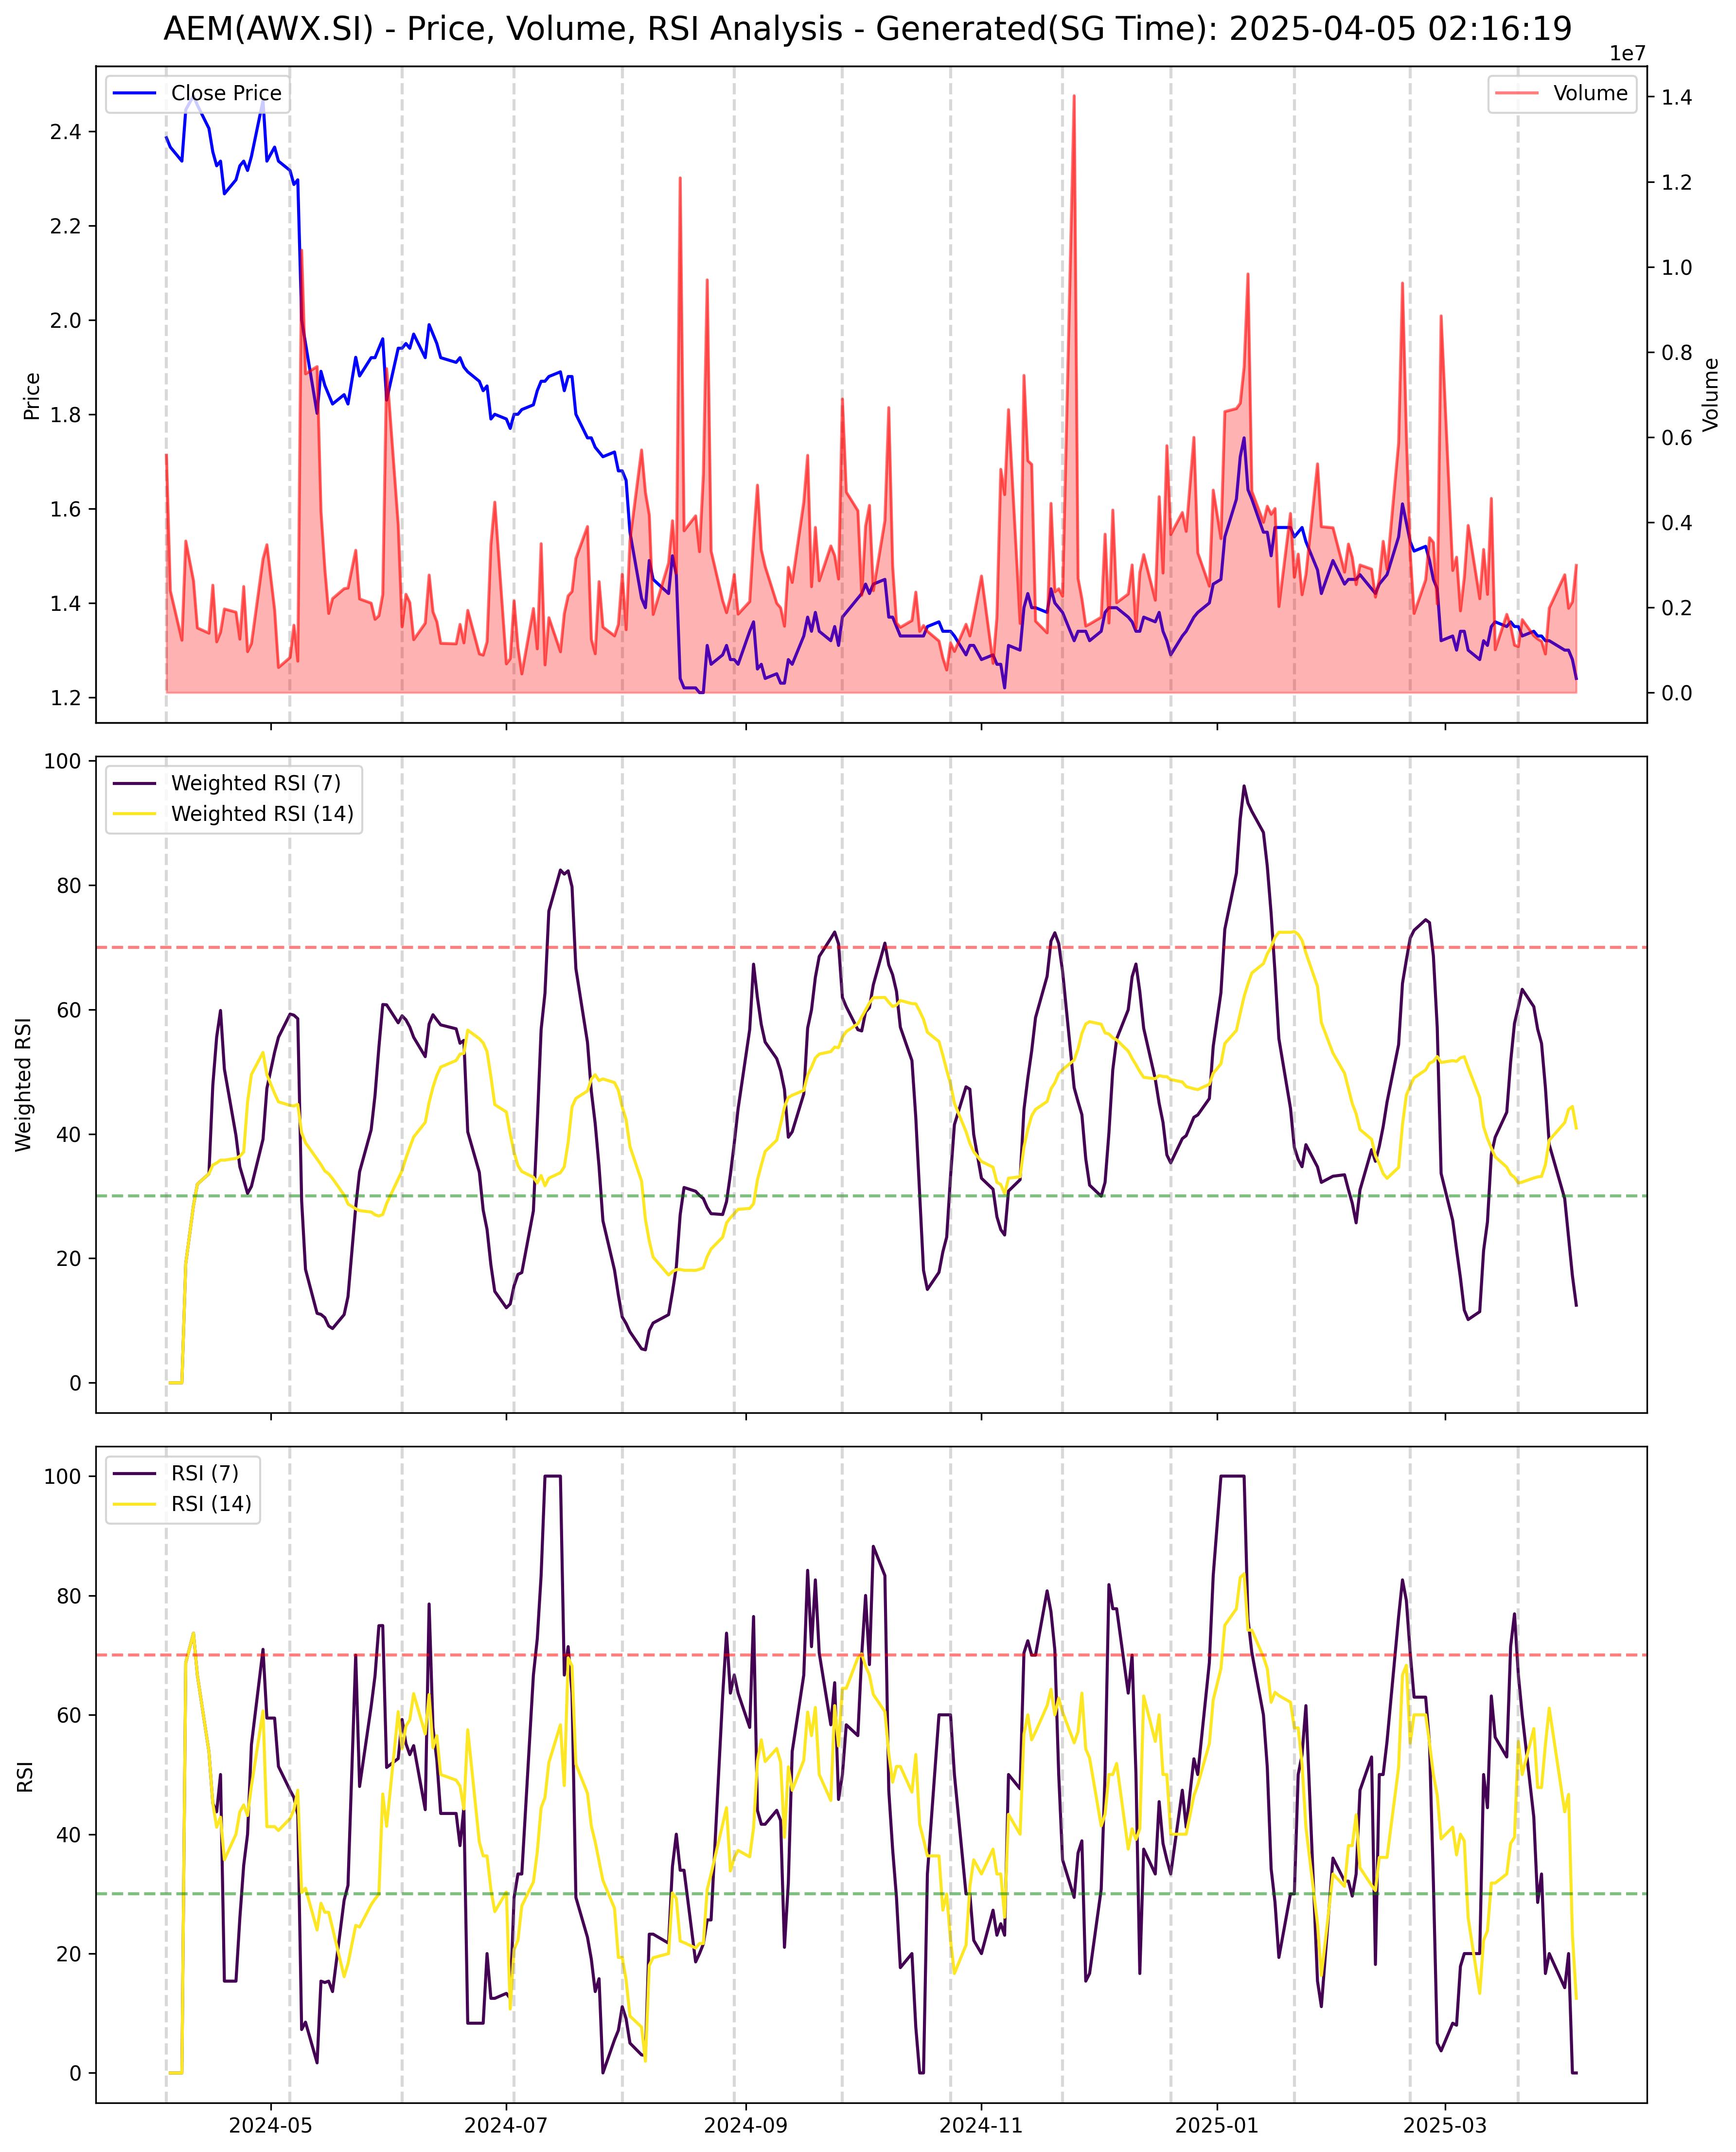 AEM(AWX.SI) - Price, Volume, RSI Analysis - Generated(SG Time): 2025-04-05 02:16:19
1e7
Close Price
Volume
2.4
2.2
2.0
1.8
1.6
1.4
1.2
Price
1.4
1.2
1.0
0.8
0.6
0.4
0.2
0.0
Volume
Weighted RSI (7)
Weighted RSI (14)
100
80
60
40
20
0
Weighted RSI
RSI (7)
RSI (14)
100
80
60
40
20
0
RSI
2024-05
2024-07
2024-09
2024-11
2025-01
2025-03